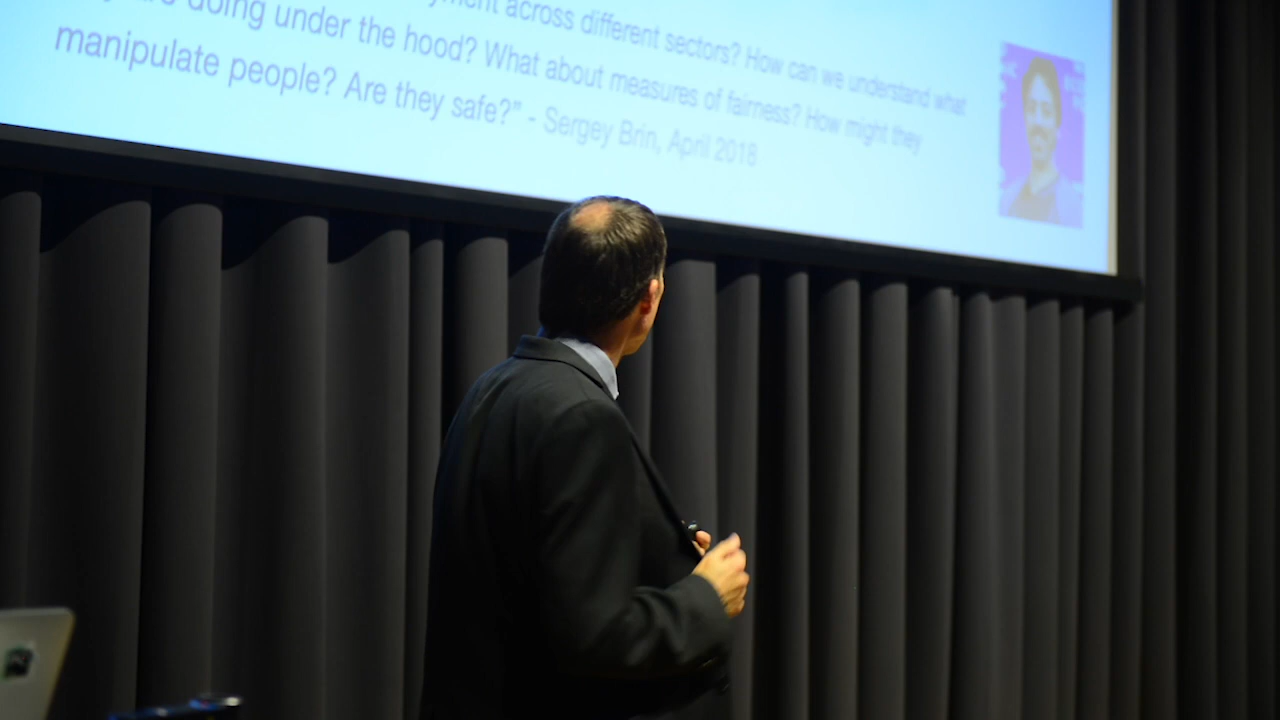 across different sectors? How can we understand what
are doing under the hood? What about measures of fairness? How might they
manipulate people? Are they safe?" - Sergey Brin, April 2018